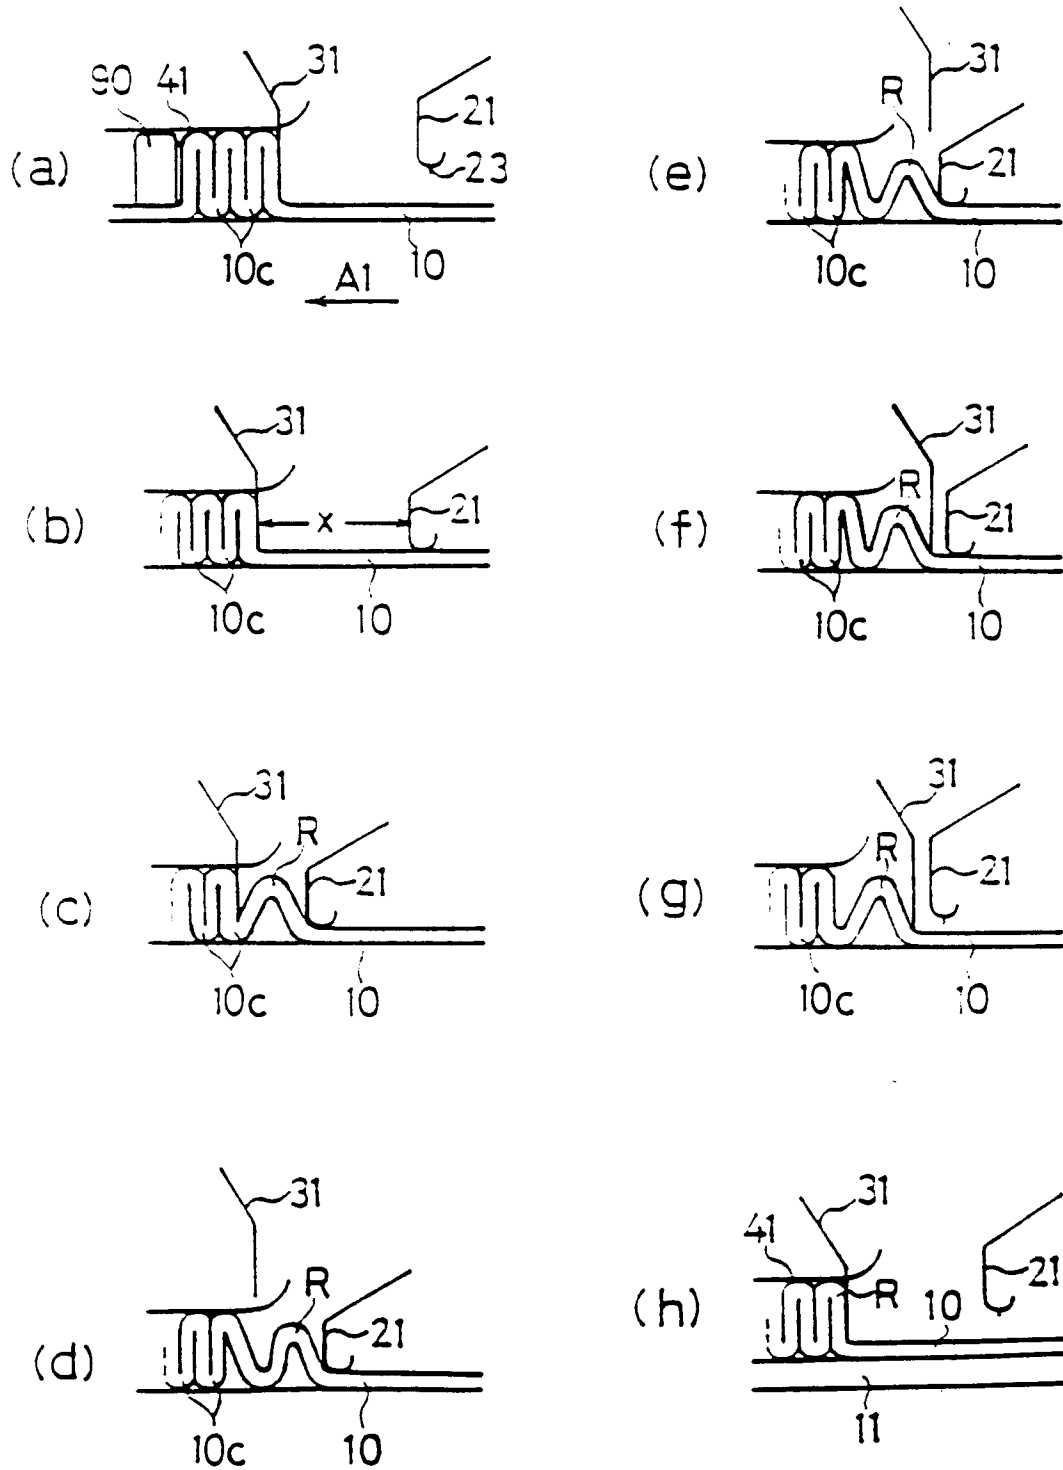 (a) 90 41 31 21 23 10c 10
A1
(b) 31 x 21 10c 10
(c) 31 R 21 10c 10
(d) 31 R 21 10c 10
(e) 31 R 21 10c 10
(f) 31 R 21 10c 10
(g) 31 R 21 10c 10
(h) 31 41 R 10 21 11